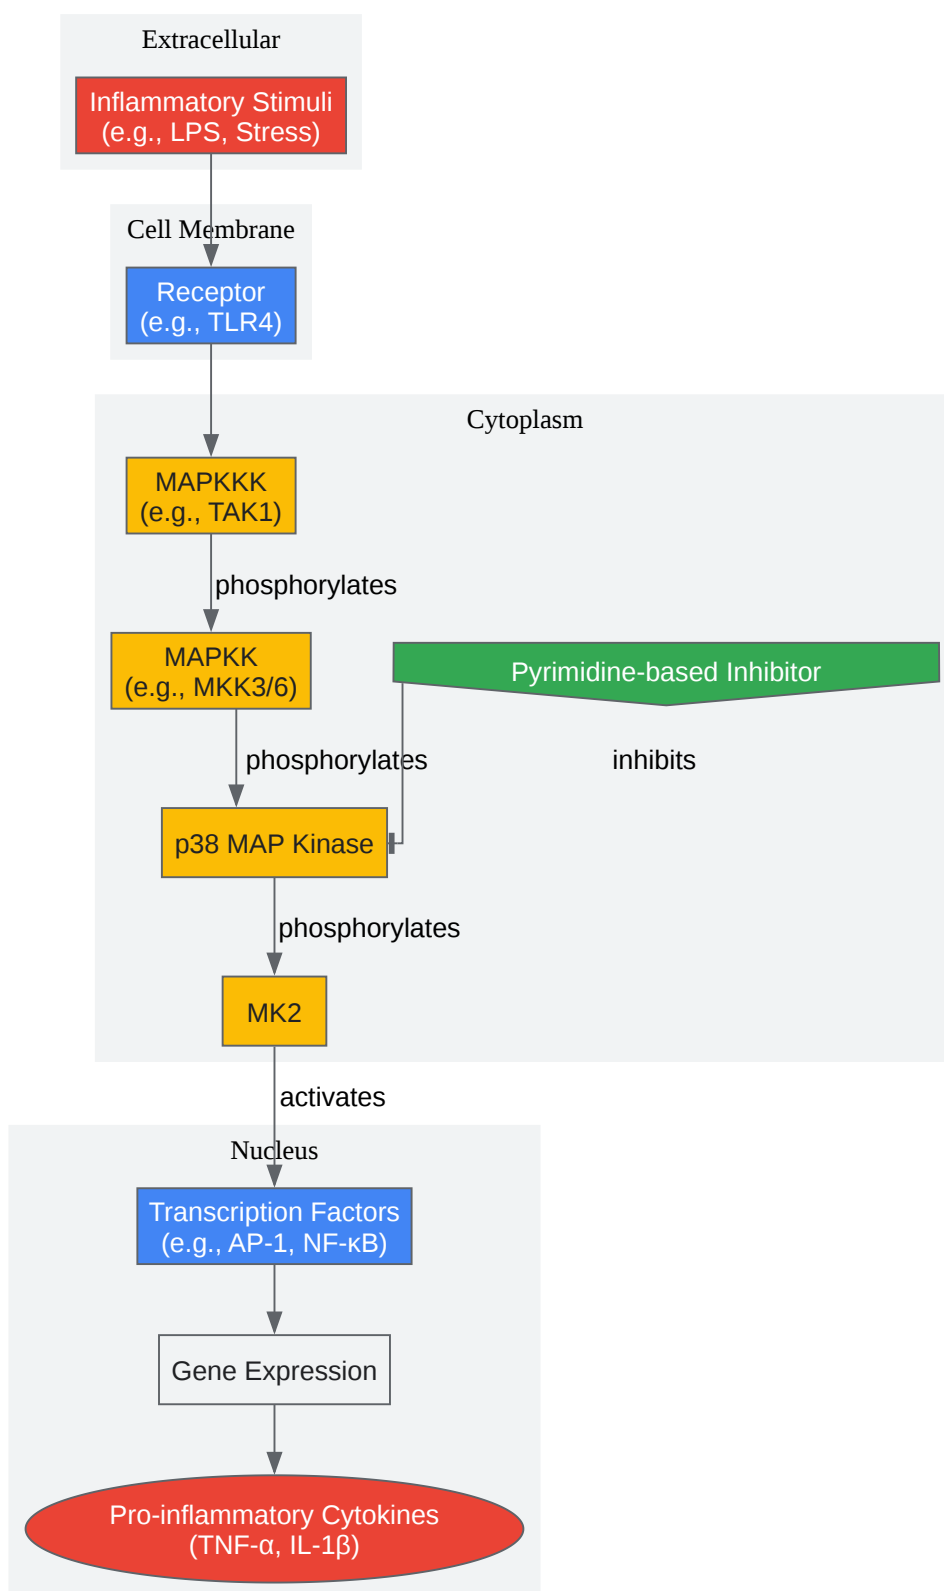 Extracellular
Inflammatory Stimuli
(e.g., LPS, Stress)
Cell Membrane
Receptor
(e.g., TLR4)
Cytoplasm
MAPKKK
(e.g., TAK1)
phosphorylates
MAPKK
(e.g., MKK3/6)
Pyrimidine-based Inhibitor
phosphorylates
inhibits
p38 MAP Kinase
phosphorylates
MK2
activates
Nucleus
Transcription Factors
(e.g., AP-1, NF-κB)
Gene Expression
Pro-inflammatory Cytokines
(TNF-α, IL-1β)